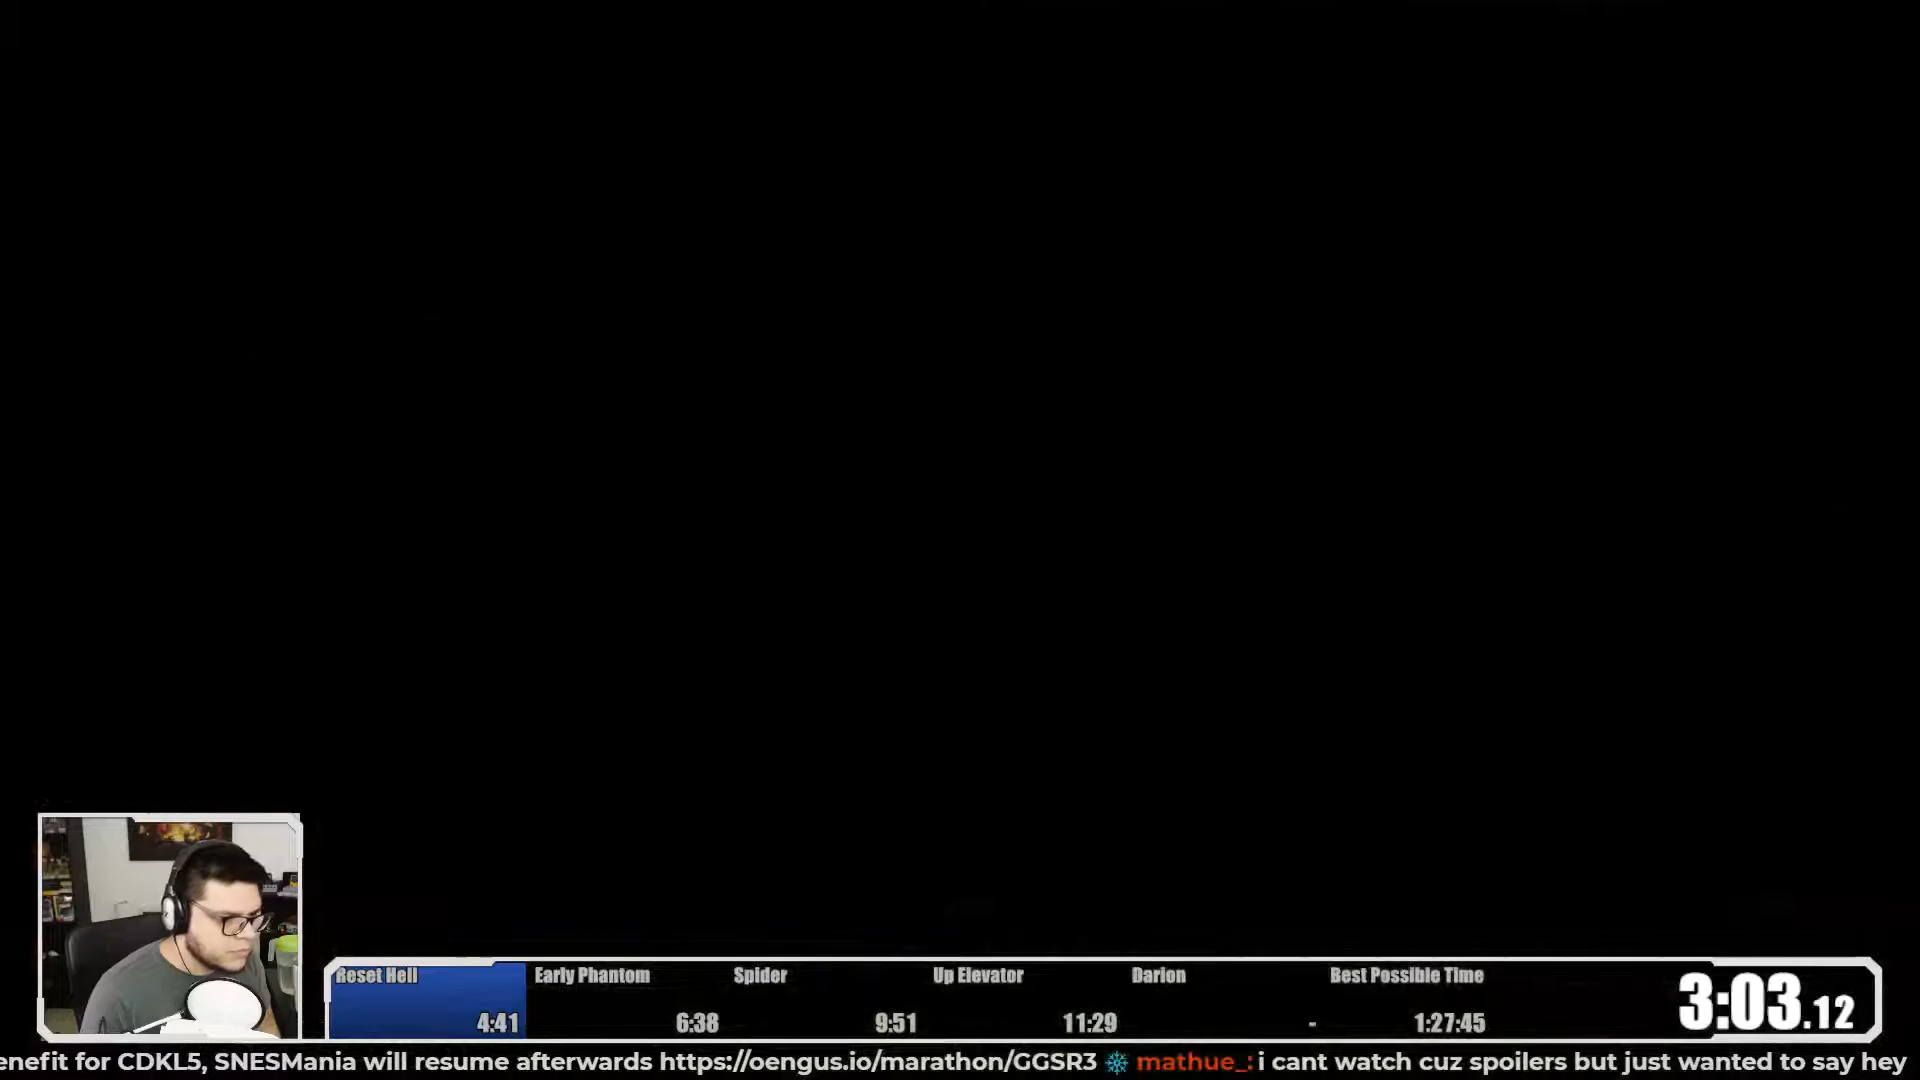 Reset Hell Early Phantom Spider Up Elevator Darion Best Possible Time
4:41 6:38 9:51 11:29 - 1:27:45
3:03.12
enefit for CDKL5, SNESMania will resume afterwards https://oengus.io/marathon/GGSR3 ❄ mathue_: i cant watch cuz spoilers but just wanted to say hey